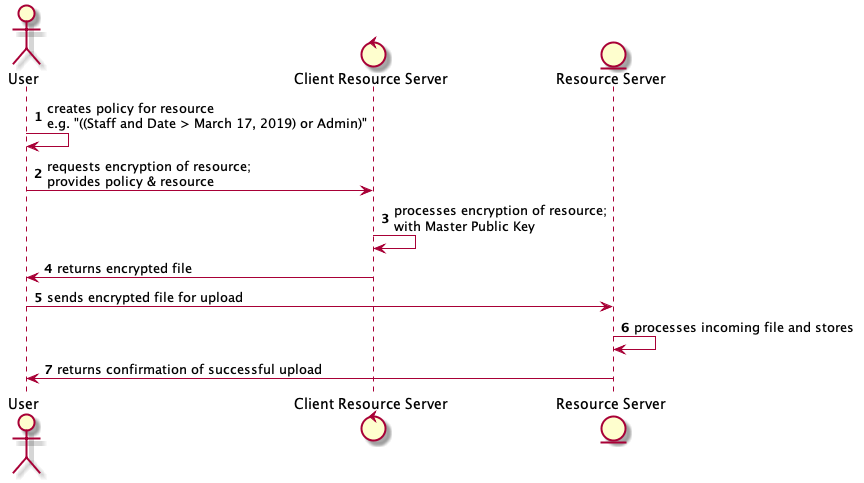 User
Client Resource Server
Resource Server
1 creates policy for resource
e.g. "((Staff and Date > March 17, 2019) or Admin)"
2 requests encryption of resource;
provides policy & resource
3 processes encryption of resource;
with Master Public Key
4 returns encrypted file
5 sends encrypted file for upload
6 processes incoming file and stores
7 returns confirmation of successful upload
User
Client Resource Server
Resource Server